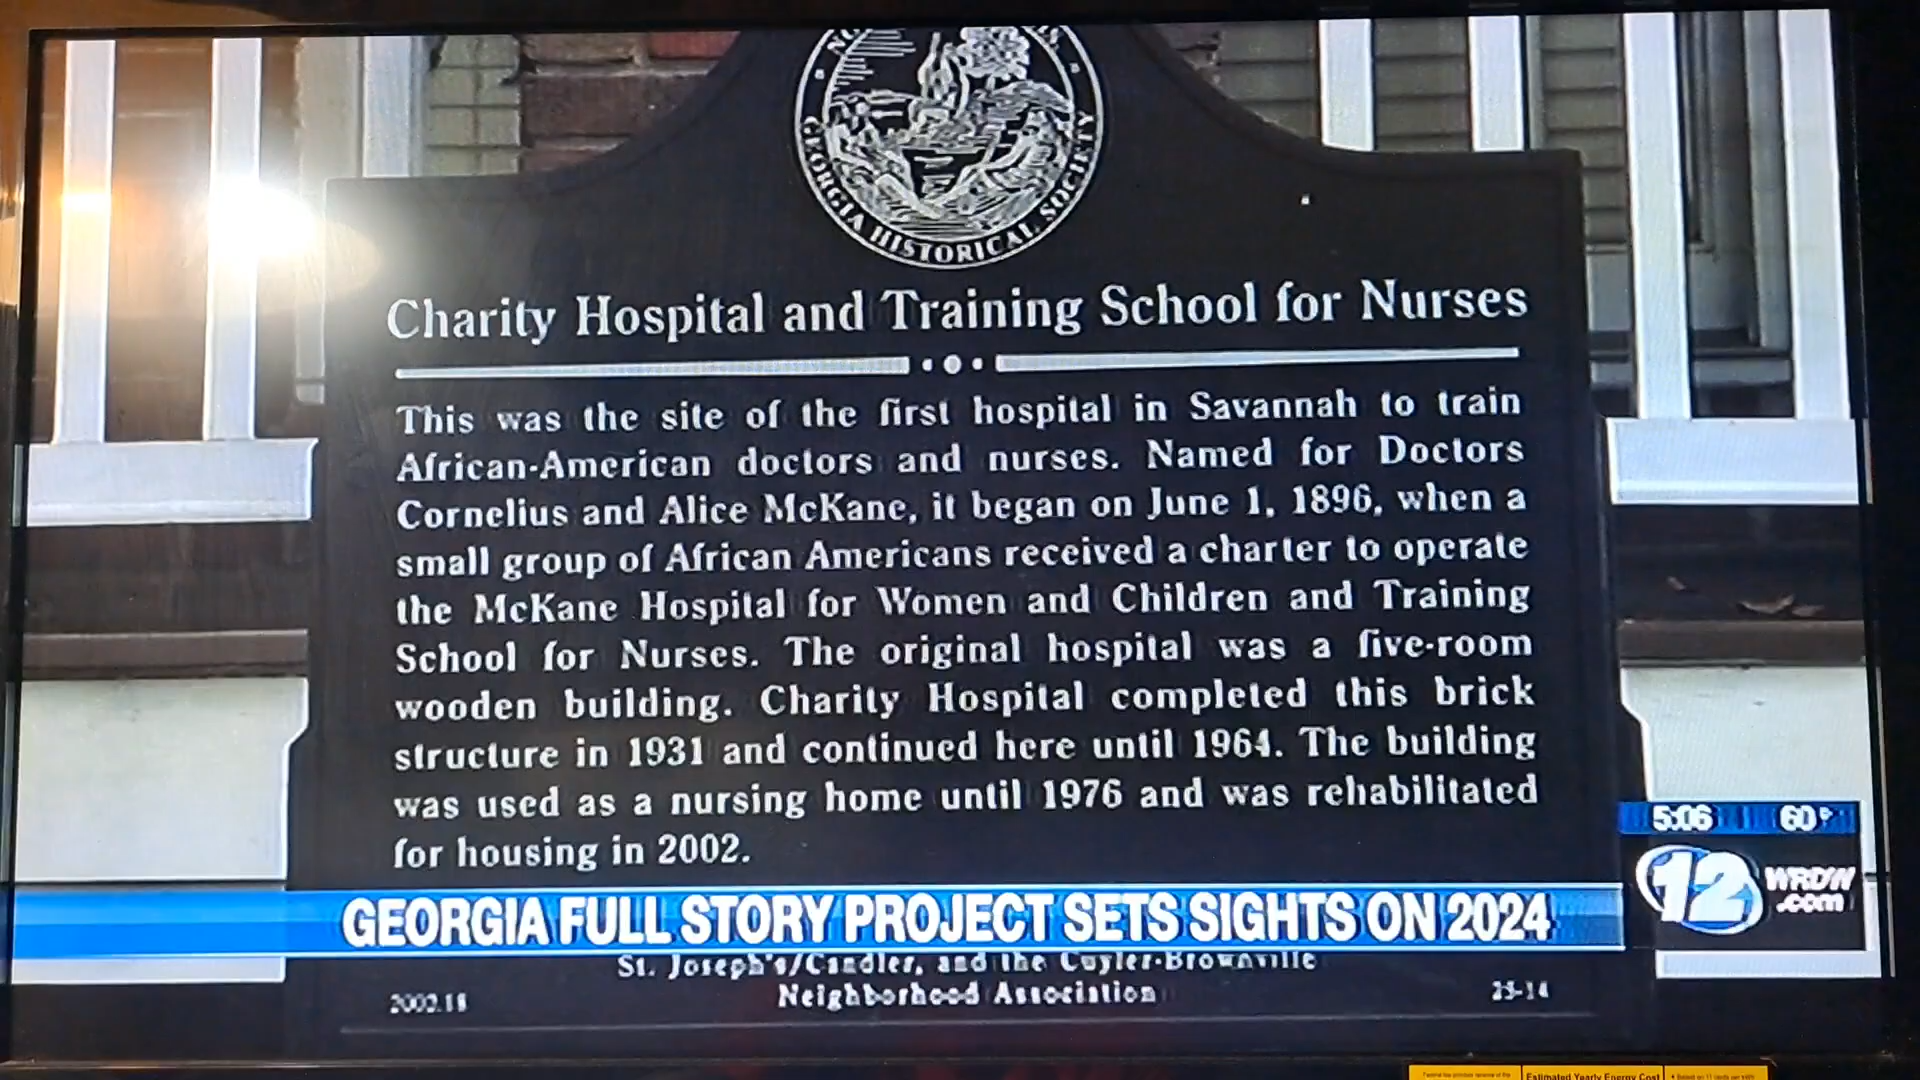 GEORGIA HISTORICAL SOCIETY
Charity Hospital and Training School for Nurses
This was the site of the first hospital in Savannah to train
African-American doctors and nurses. Named for Doctors
Cornelius and Alice McKane, it began on June 1, 1896, when a
small group of African Americans received a charter to operate
the McKane Hospital for Women and Children and Training
School for Nurses. The original hospital was a five-room
wooden building. Charity Hospital completed this brick
structure in 1931 and continued here until 1964. The building
was used as a nursing home until 1976 and was rehabilitated
for housing in 2002.
5:06 60°
12 WRDW
.com
GEORGIA FULL STORY PROJECT SETS SIGHTS ON 2024
St. Joseph's/Candler, and the Cuyler-Brownville
Neighborhood Association
2002.18
25-14
Estimated Yearly Energy Cost